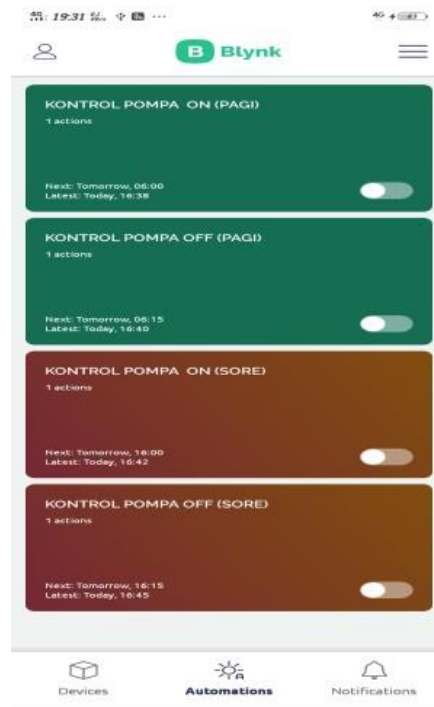 19:31
4G
B Blynk
KONTROL POMPA ON (PAGI)
1 actions
Next: Tomorrow, 06:00
Latest: Today, 16:38
KONTROL POMPA OFF (PAGI)
1 actions
Next: Tomorrow, 06:15
Latest: Today, 16:40
KONTROL POMPA ON (SORE)
1 actions
Next: Tomorrow, 16:00
Latest: Today, 16:42
KONTROL POMPA OFF (SORE)
1 actions
Next: Tomorrow, 16:15
Latest: Today, 16:45
Devices Automations Notifications